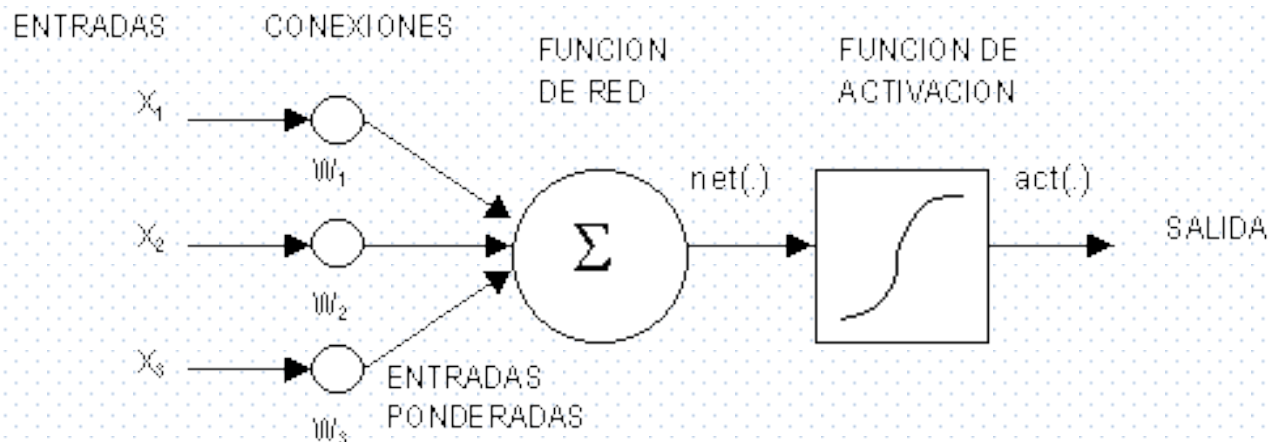 ENTRADAS
CONEXIONES
FUNCION
DE RED
FUNCION DE
ACTIVACION
X₁
W₁
net(.)
act(.)
X₂
Σ
SALIDA
W₂
X₃
ENTRADAS
PONDERADAS
W₃